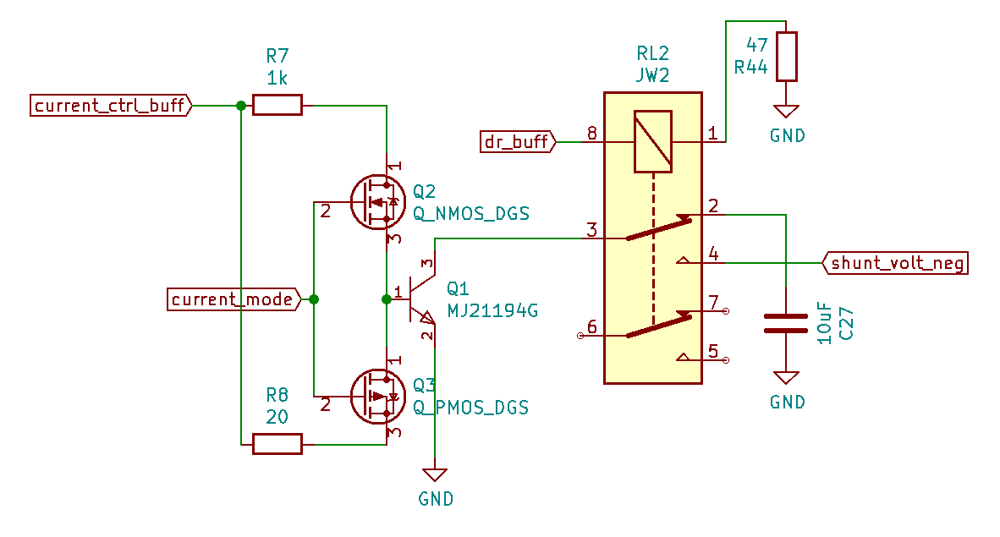 R7
1k
current_ctrl_buff
47
R44
GND
RL2
JW2
dr_buff
8
1
1
2
Q2
Q_NMOS_DGS
3
3
2
4
shunt_volt_neg
3
1
Q1
MJ21194G
2
current_mode
7
6
5
10uF
C27
GND
1
2
Q3
Q_PMOS_DGS
3
R8
20
GND